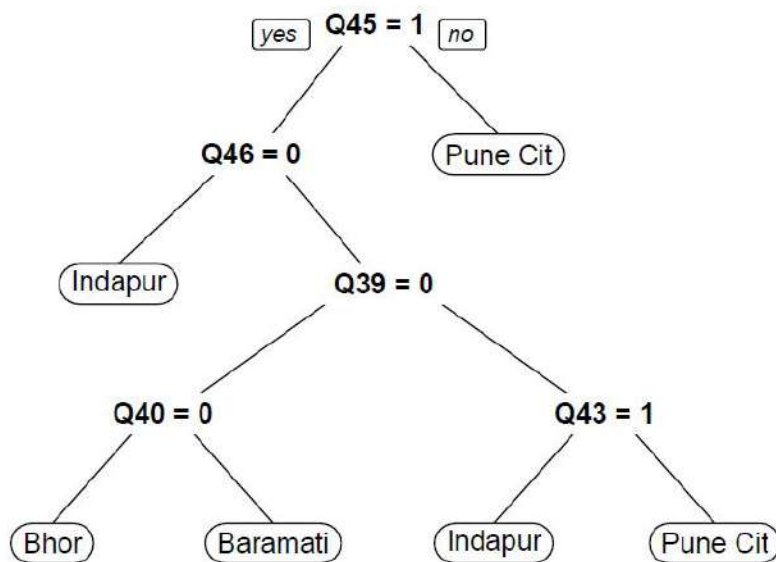 yes Q45 = 1 no
Q46 = 0 Pune Cit
Indapur Q39 = 0
Q40 = 0 Q43 = 1
Bhor Baramati Indapur Pune Cit